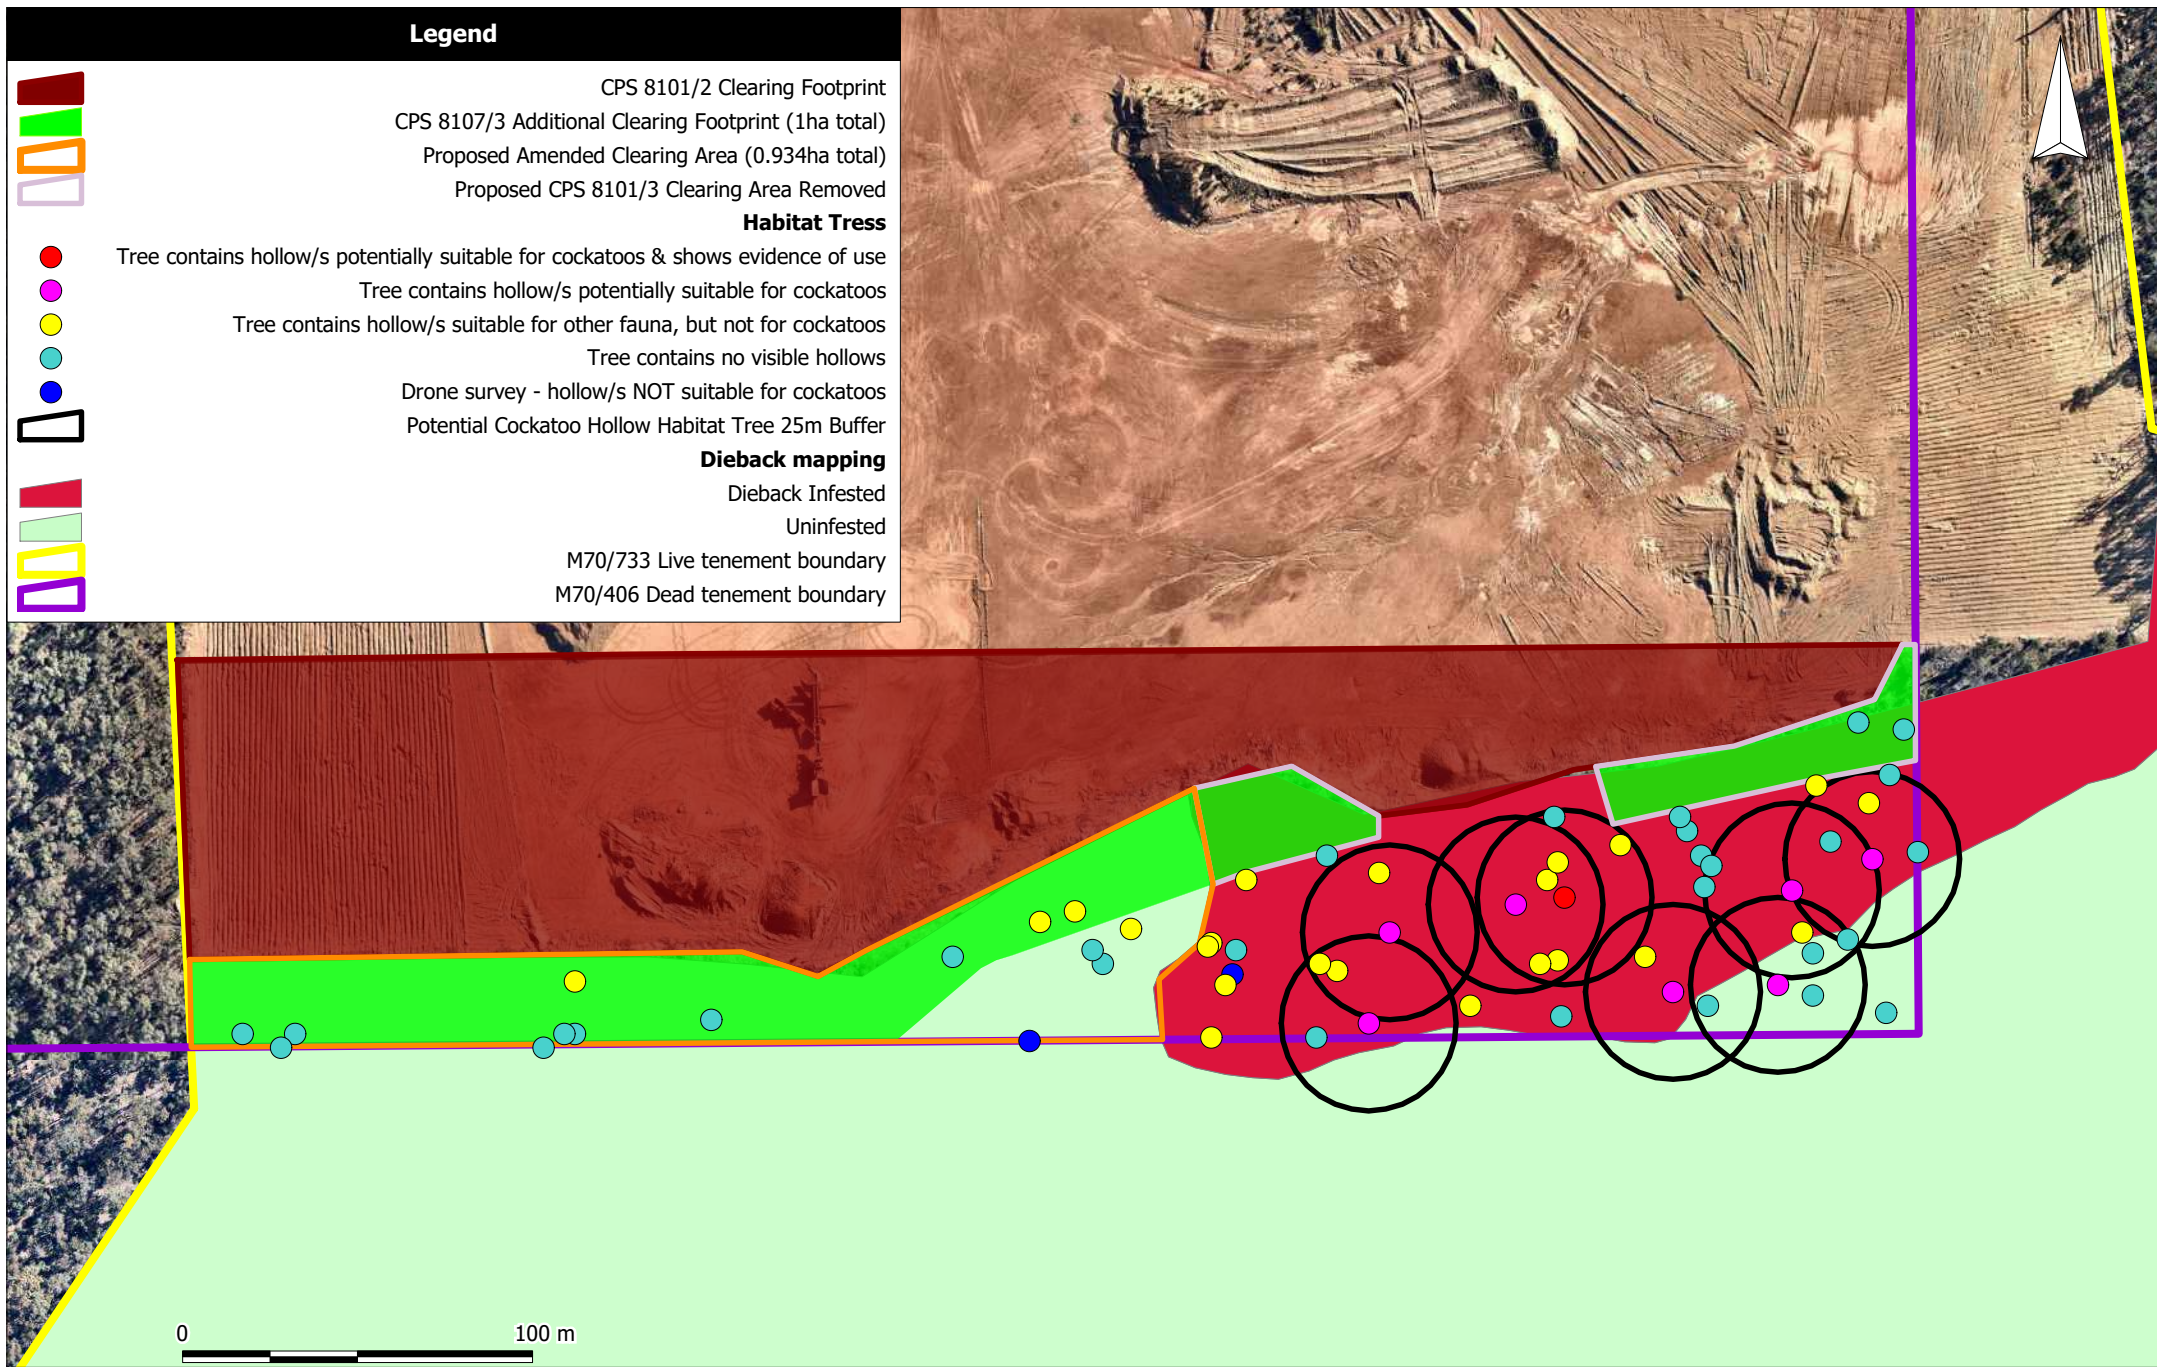 Legend
CPS 8101/2 Clearing Footprint
CPS 8107/3 Additional Clearing Footprint (1ha total)
Proposed Amended Clearing Area (0.934ha total)
Proposed CPS 8101/3 Clearing Area Removed
Habitat Tress
Tree contains hollow/s potentially suitable for cockatoos & shows evidence of use
Tree contains hollow/s potentially suitable for cockatoos
Tree contains hollow/s suitable for other fauna, but not for cockatoos
Tree contains no visible hollows
Drone survey - hollow/s NOT suitable for cockatoos
Potential Cockatoo Hollow Habitat Tree 25m Buffer
Dieback mapping
Dieback Infested
Uninfested
M70/733 Live tenement boundary
M70/406 Dead tenement boundary
0 100 m